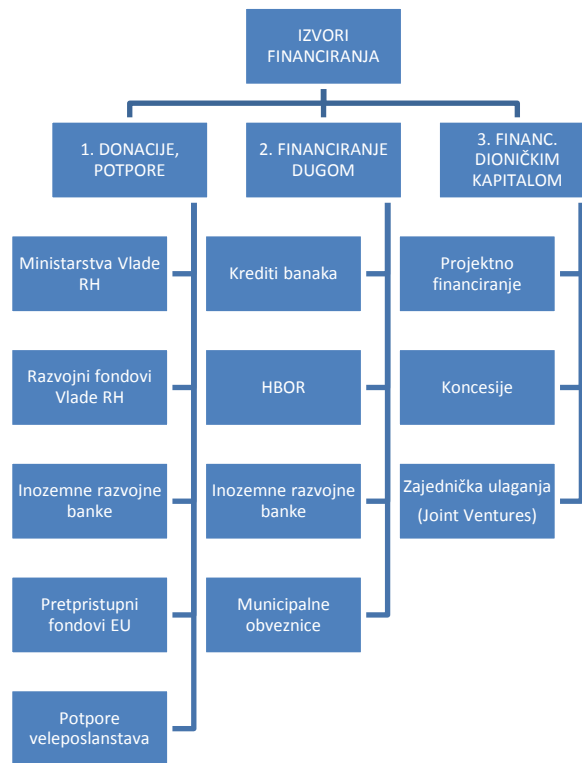 IZVORI
FINANCIRANJA
1. DONACIJE,
POTPORE
2. FINANCIRANJE
DUGOM
3. FINANC.
DIONIČKIM
KAPITALOM
Ministarstva Vlade
RH
Razvojni fondovi
Vlade RH
Inozemne razvojne
banke
Pretpristupni
fondovi EU
Potpore
veleposlanstava
Krediti banaka
HBOR
Inozemne razvojne
banke
Municipalne
obveznice
Projektno
financiranje
Koncesije
Zajednička ulaganja
(Joint Ventures)